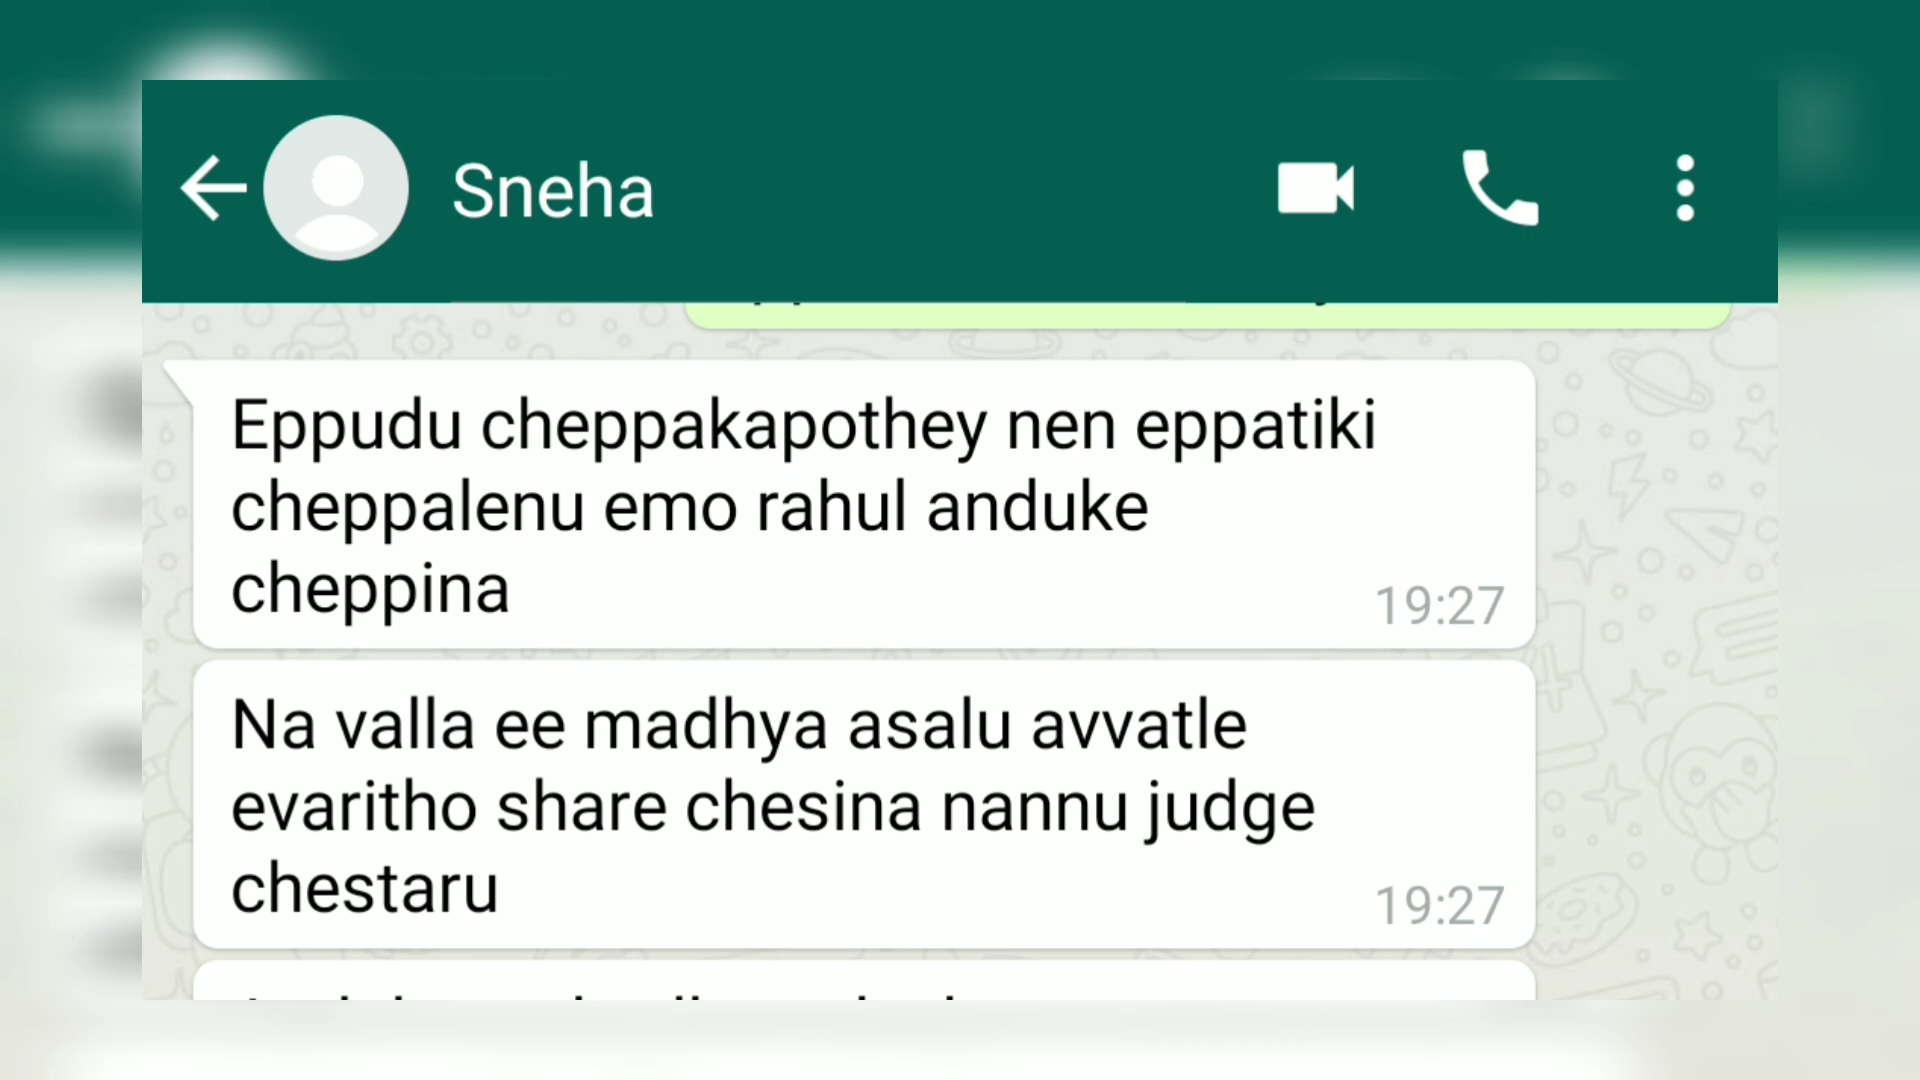 Sneha
Eppudu cheppakapothey nen eppatiki
cheppalenu emo rahul anduke
cheppina
19:27
Na valla ee madhya asalu avvatle
evaritho share chesina nannu judge
chestaru
19:27